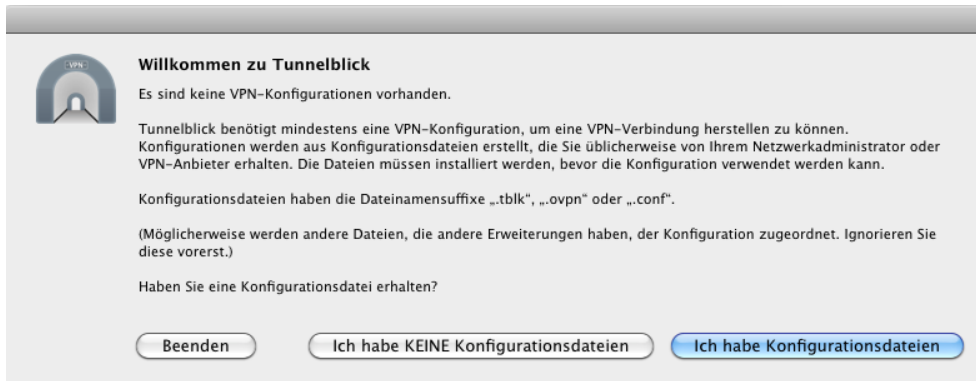 VPN
Willkommen zu Tunnelblick
Es sind keine VPN-Konfigurationen vorhanden.
Tunnelblick benötigt mindestens eine VPN-Konfiguration, um eine VPN-Verbindung herstellen zu können.
Konfigurationen werden aus Konfigurationsdateien erstellt, die Sie üblicherweise von Ihrem Netzwerkadministrator oder
VPN-Anbieter erhalten. Die Dateien müssen installiert werden, bevor die Konfiguration verwendet werden kann.
Konfigurationsdateien haben die Dateinamensuffixe „.tblk“, „.ovpn“ oder „.conf“.
(Möglicherweise werden andere Dateien, die andere Erweiterungen haben, der Konfiguration zugeordnet. Ignorieren Sie
diese vorerst.)
Haben Sie eine Konfigurationsdatei erhalten?
Beenden
Ich habe KEINE Konfigurationsdateien
Ich habe Konfigurationsdateien